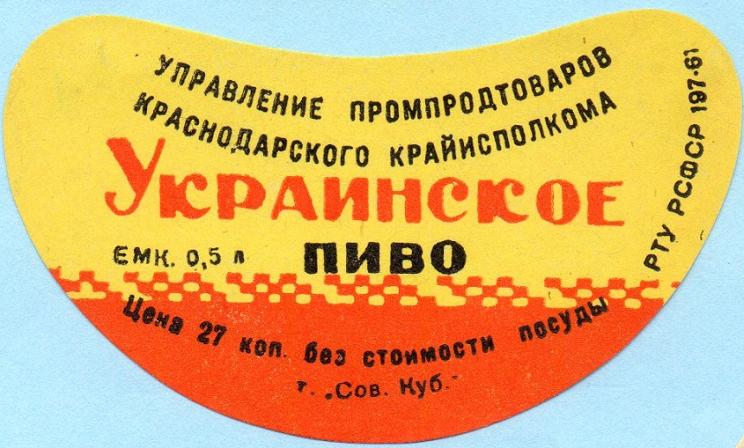 УПРАВЛЕНИЕ ПРОМПРОДТОВАРОВ
КРАСНОДАРСКОГО КРАЙИСПОЛКОМА
УКРАИНСКОЕ
ПИВО
ЕМК. 0,5 л
РТУ РСФСР 197-61
Цена 27 коп. без стоимости посуды
т. „Сов. Куб."